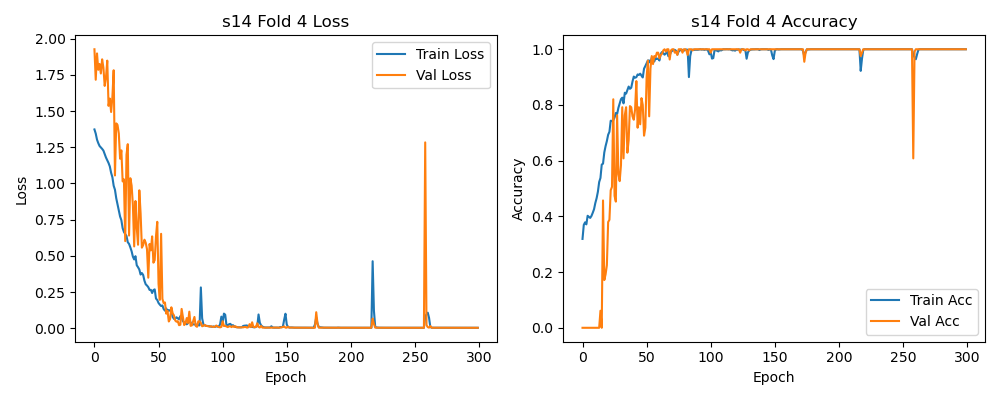 s14 Fold 4 Loss
Train Loss
Val Loss
2.00
1.75
1.50
1.25
1.00
0.75
0.50
0.25
0.00
Loss
0 50 100 150 200 250 300
Epoch
s14 Fold 4 Accuracy
1.0
0.8
0.6
0.4
0.2
0.0
Accuracy
Train Acc
Val Acc
0 50 100 150 200 250 300
Epoch